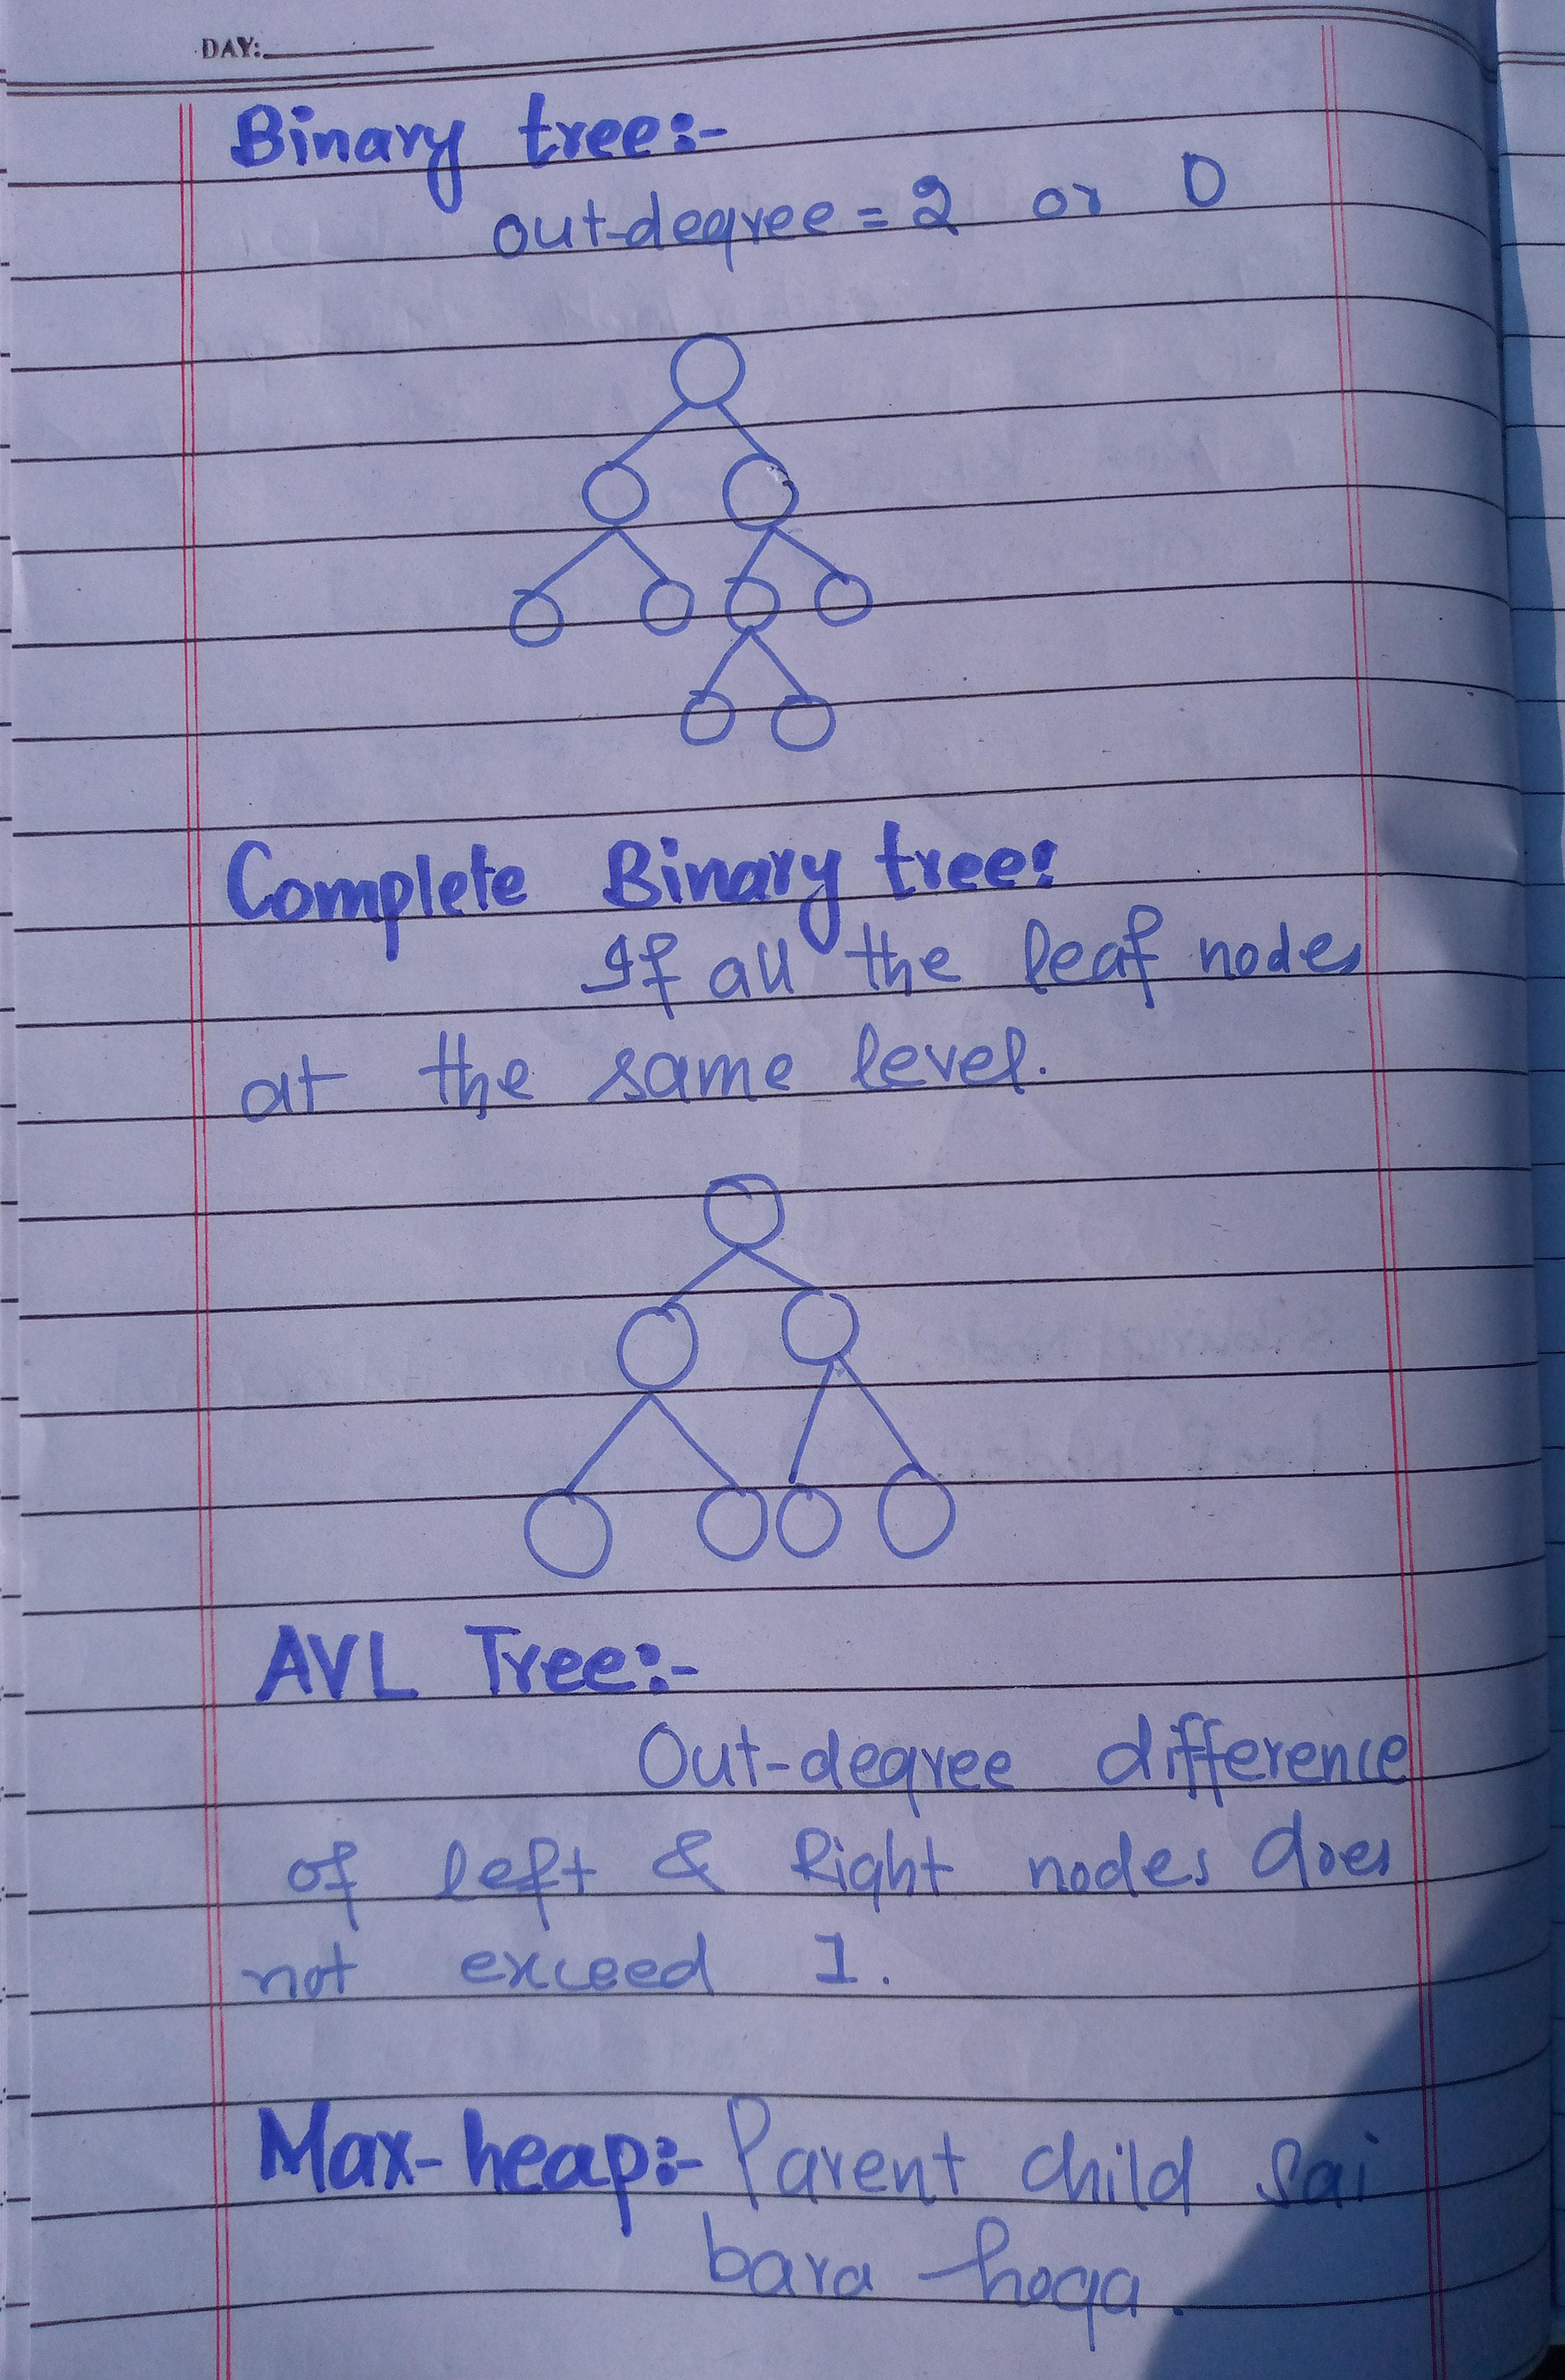 DAY:
Binary tree:-
out-degree = 2 or 0
Complete Binary tree:
If all the leaf nodes
at the same level.
AVL Tree:-
Out-degree difference
of left & Right nodes does
not exceed 1.
Max-heap:- Parent child sai
bara hoga.